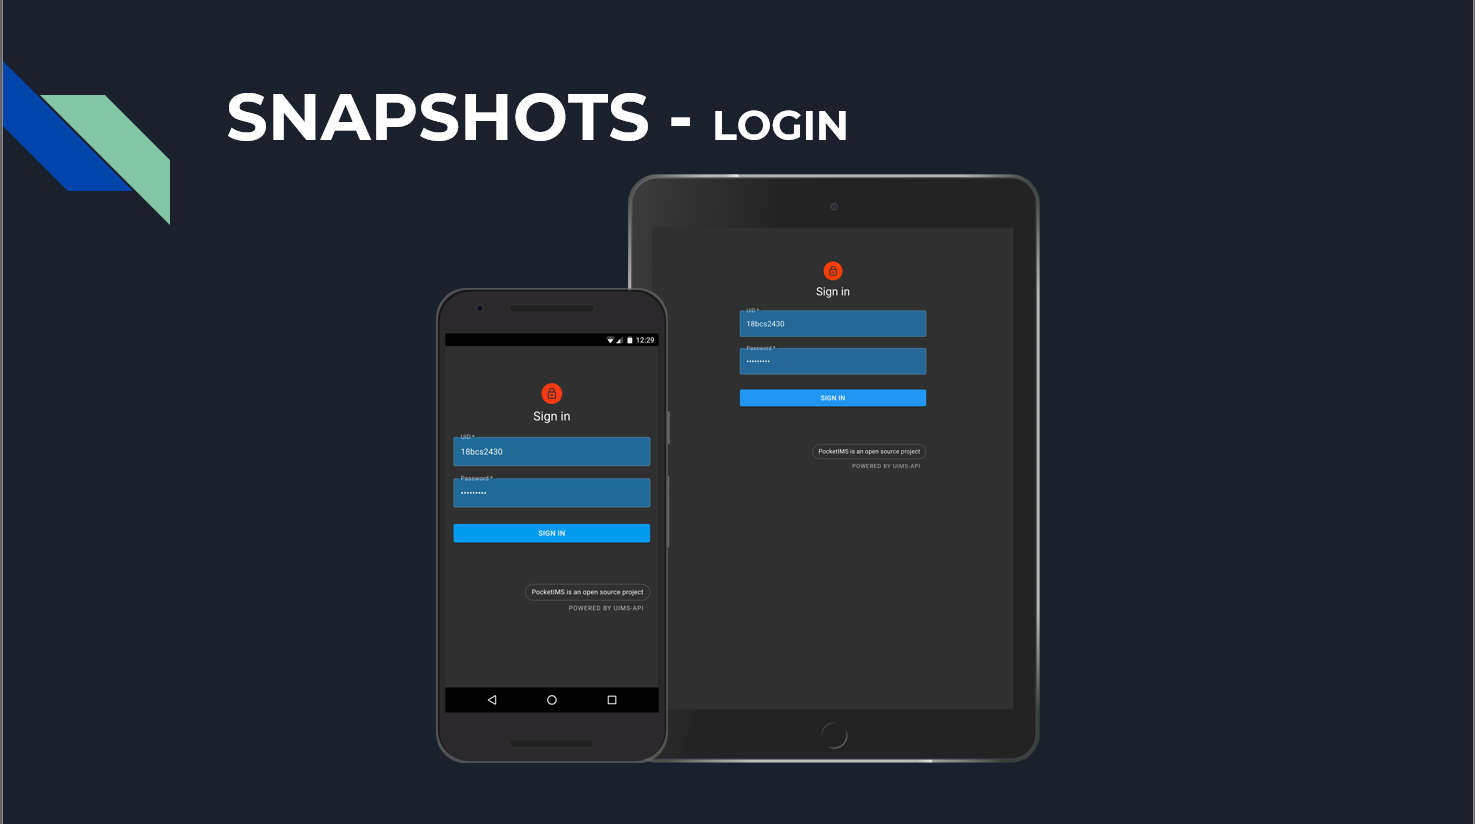 SNAPSHOTS - LOGIN
12:29
Sign in
UID *
18bcs2430
Password *
•••••••••
SIGN IN
PocketIMS is an open source project
POWERED BY UIMS-API
Sign in
UID *
18bcs2430
Password *
•••••••••
SIGN IN
PocketIMS is an open source project
POWERED BY UIMS-API